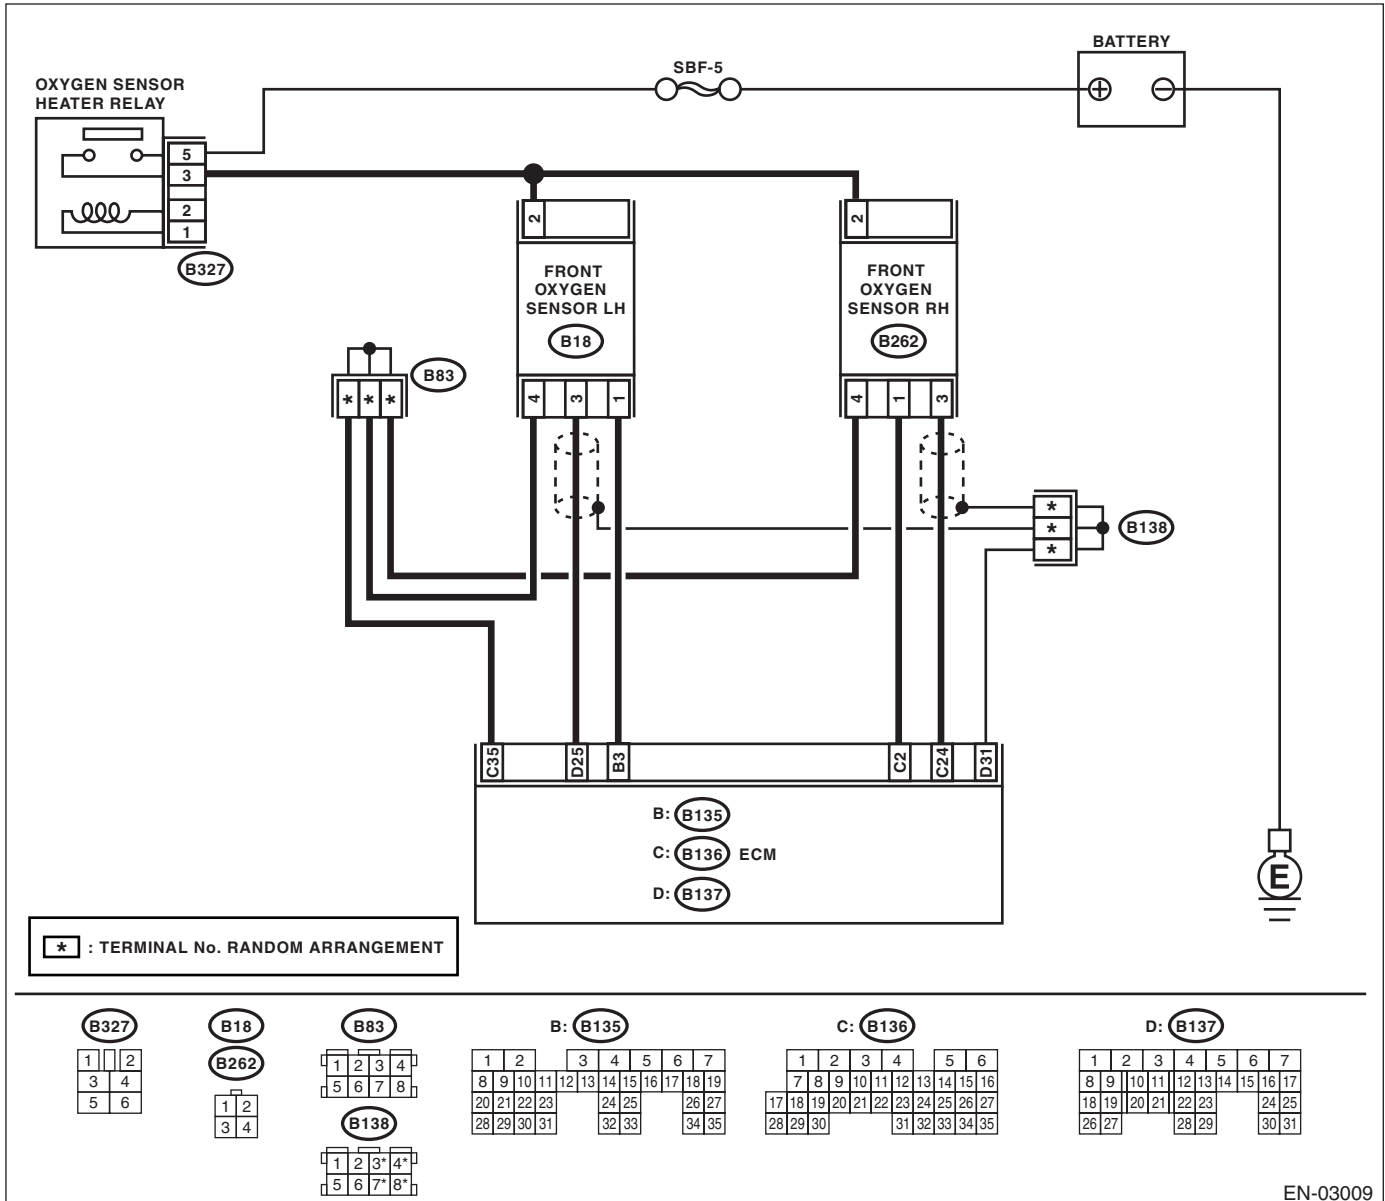 BATTERY
SBF-5
OXYGEN SENSOR
HEATER RELAY
5
3
2
1
B327
2
FRONT
OXYGEN
SENSOR LH
B18
4 3 1
2
FRONT
OXYGEN
SENSOR RH
B262
4 1 3
B83
* * *
*
*
*
B138
C35 D25 B3 C2 C24 D31
B: B135
C: B136 ECM
D: B137
E
* : TERMINAL No. RANDOM ARRANGEMENT
B327
1 2
3 4
5 6
B18
B262
1 2
3 4
B83
1 2 3 4
5 6 7 8
B138
1 2 3* 4*
5 6 7* 8*
B: B135
1 2 3 4 5 6 7
8 9 10 11 12 13 14 15 16 17 18 19
20 21 22 23 24 25 26 27
28 29 30 31 32 33 34 35
C: B136
1 2 3 4 5 6
7 8 9 10 11 12 13 14 15 16
17 18 19 20 21 22 23 24 25 26 27
28 29 30 31 32 33 34 35
D: B137
1 2 3 4 5 6 7
8 9 10 11 12 13 14 15 16 17
18 19 20 21 22 23 24 25
26 27 28 29 30 31
EN-03009